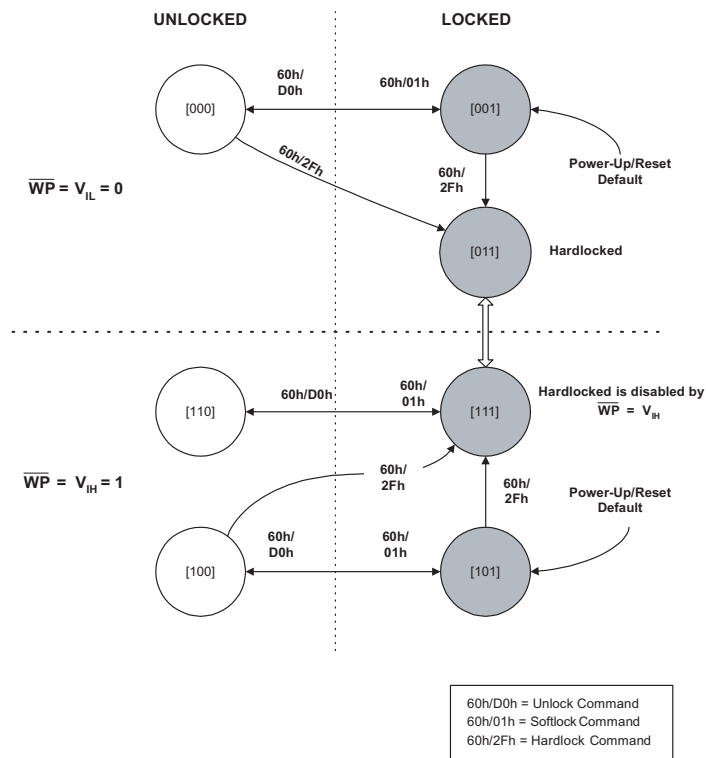 UNLOCKED
LOCKED
60h/
D0h
60h/01h
[000]
[001]
60h/2Fh
60h/
2Fh
Power-Up/Reset
Default
WP = VIL = 0
[011]
Hardlocked
60h/D0h
60h/
01h
[110]
[111]
Hardlocked is disabled by
WP = VIH
60h/
2Fh
WP = VIH = 1
60h/
2Fh
Power-Up/Reset
Default
60h/
D0h
60h/
01h
[100]
[101]
60h/D0h = Unlock Command
60h/01h = Softlock Command
60h/2Fh = Hardlock Command